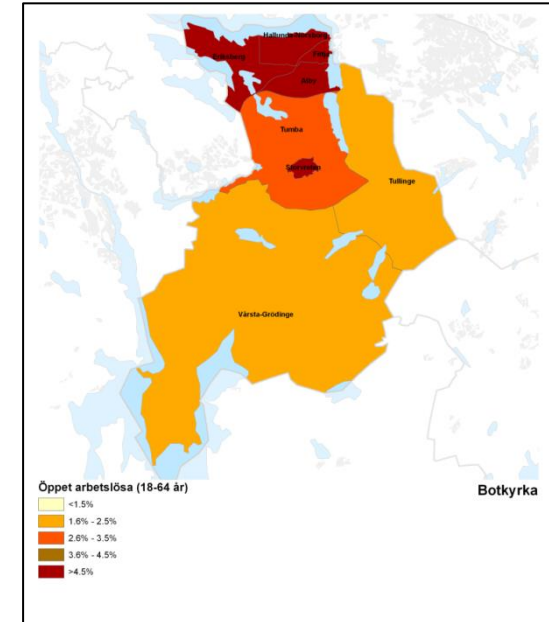 Hallunda-Norsborg
Fittja
Eriksberg
Alby
Tumba
Storvreten
Tullinge
Vårsta-Grödinge
Öppet arbetslösa (18-64 år)
Botkyrka
<1.5%
1.6% - 2.5%
2.6% - 3.5%
3.6% - 4.5%
>4.5%